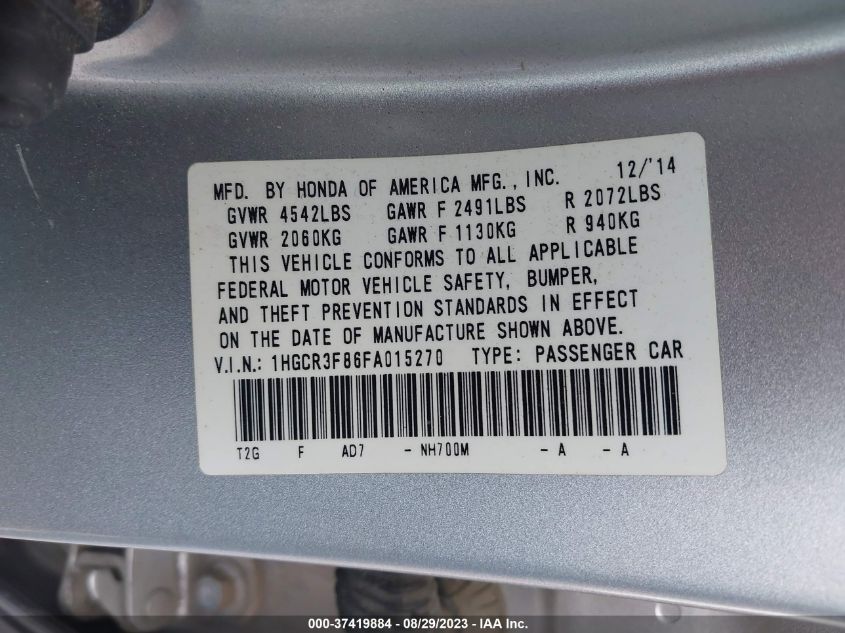 MFD. BY HONDA OF AMERICA MFG., INC. 12/'14
GVWR 4542LBS GAWR F 2491LBS R 2072LBS
GVWR 2060KG GAWR F 1130KG R 940KG
THIS VEHICLE CONFORMS TO ALL APPLICABLE
FEDERAL MOTOR VEHICLE SAFETY, BUMPER,
AND THEFT PREVENTION STANDARDS IN EFFECT
ON THE DATE OF MANUFACTURE SHOWN ABOVE.
V.I.N.: 1HGCR3F86FA015270 TYPE: PASSENGER CAR
T2G F AD7 - NH700M - A - A
000-37419884 - 08/29/2023 - IAA Inc.